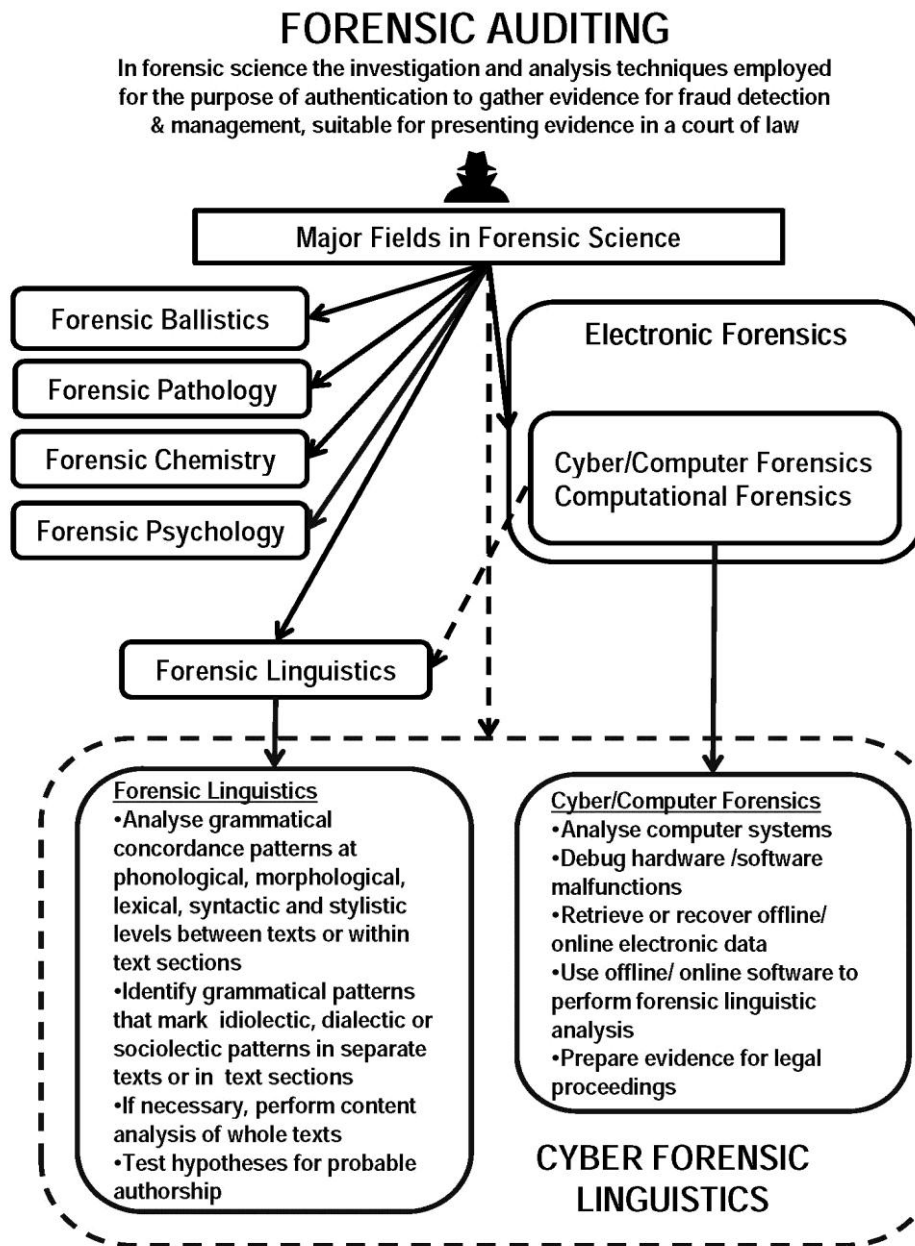 FORENSIC AUDITING
In forensic science the investigation and analysis techniques employed
for the purpose of authentication to gather evidence for fraud detection
& management, suitable for presenting evidence in a court of law
Major Fields in Forensic Science
Forensic Ballistics
Forensic Pathology
Forensic Chemistry
Forensic Psychology
Electronic Forensics
Cyber/Computer Forensics
Computational Forensics
Forensic Linguistics
Forensic Linguistics
•Analyse grammatical
concordance patterns at
phonological, morphological,
lexical, syntactic and stylistic
levels between texts or within
text sections
•Identify grammatical patterns
that mark idiolectic, dialectic or
sociolectic patterns in separate
texts or in text sections
•If necessary, perform content
analysis of whole texts
•Test hypotheses for probable
authorship
Cyber/Computer Forensics
•Analyse computer systems
•Debug hardware /software
malfunctions
•Retrieve or recover offline/
online electronic data
•Use offline/ online software to
perform forensic linguistic
analysis
•Prepare evidence for legal
proceedings
CYBER FORENSIC
LINGUISTICS